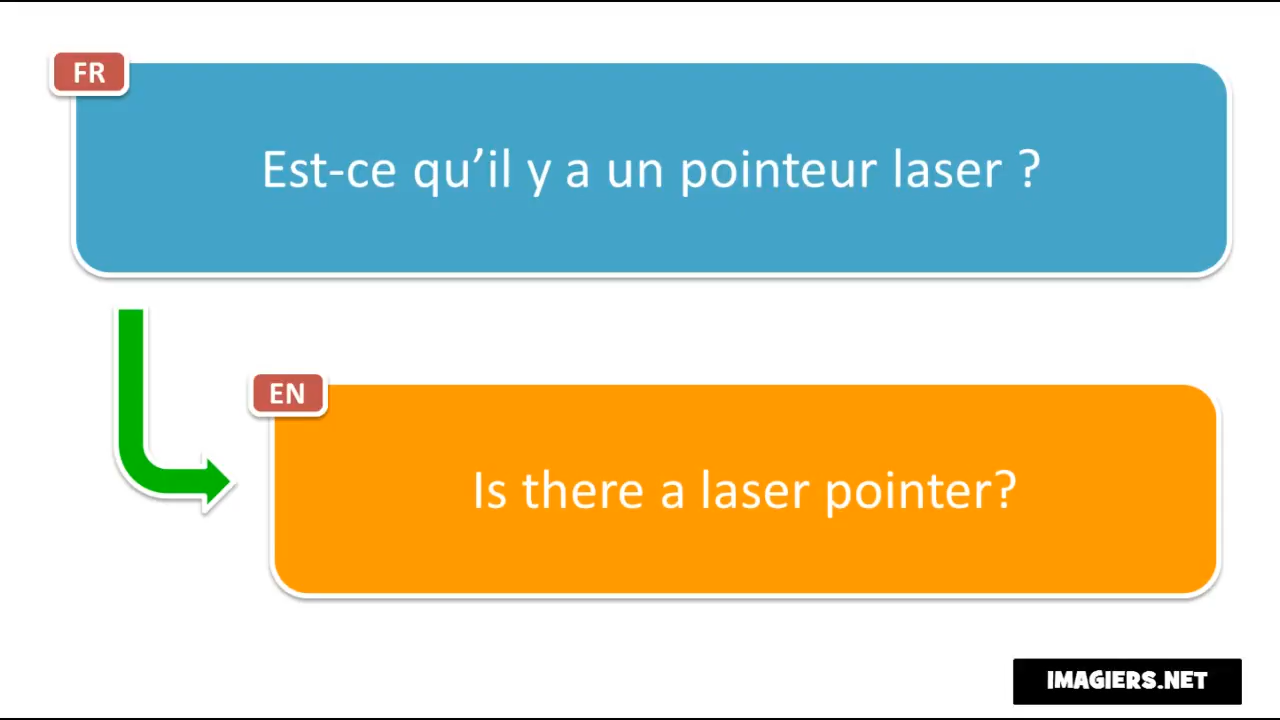 FR
Est-ce qu’il y a un pointeur laser ?
EN
Is there a laser pointer?
IMAGIERS.NET